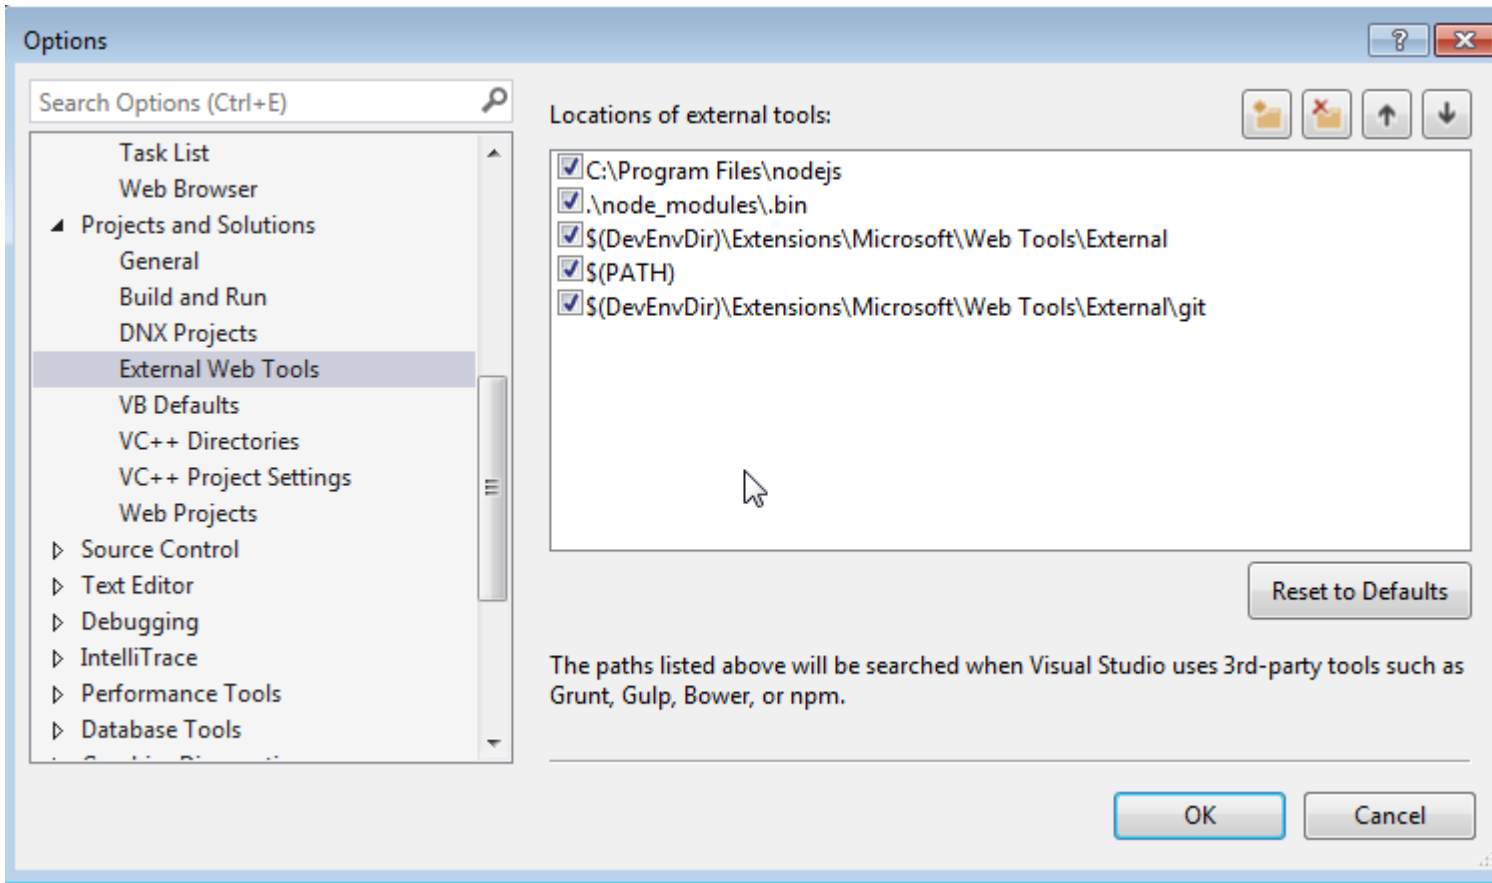 Options
Search Options (Ctrl+E)
Task List
Web Browser
Projects and Solutions
General
Build and Run
DNX Projects
External Web Tools
VB Defaults
VC++ Directories
VC++ Project Settings
Web Projects
Source Control
Text Editor
Debugging
IntelliTrace
Performance Tools
Database Tools
Locations of external tools:
C:\Program Files\nodejs
.\node_modules\.bin
$(DevEnvDir)\Extensions\Microsoft\Web Tools\External
$(PATH)
$(DevEnvDir)\Extensions\Microsoft\Web Tools\External\git
Reset to Defaults
The paths listed above will be searched when Visual Studio uses 3rd-party tools such as
Grunt, Gulp, Bower, or npm.
OK
Cancel